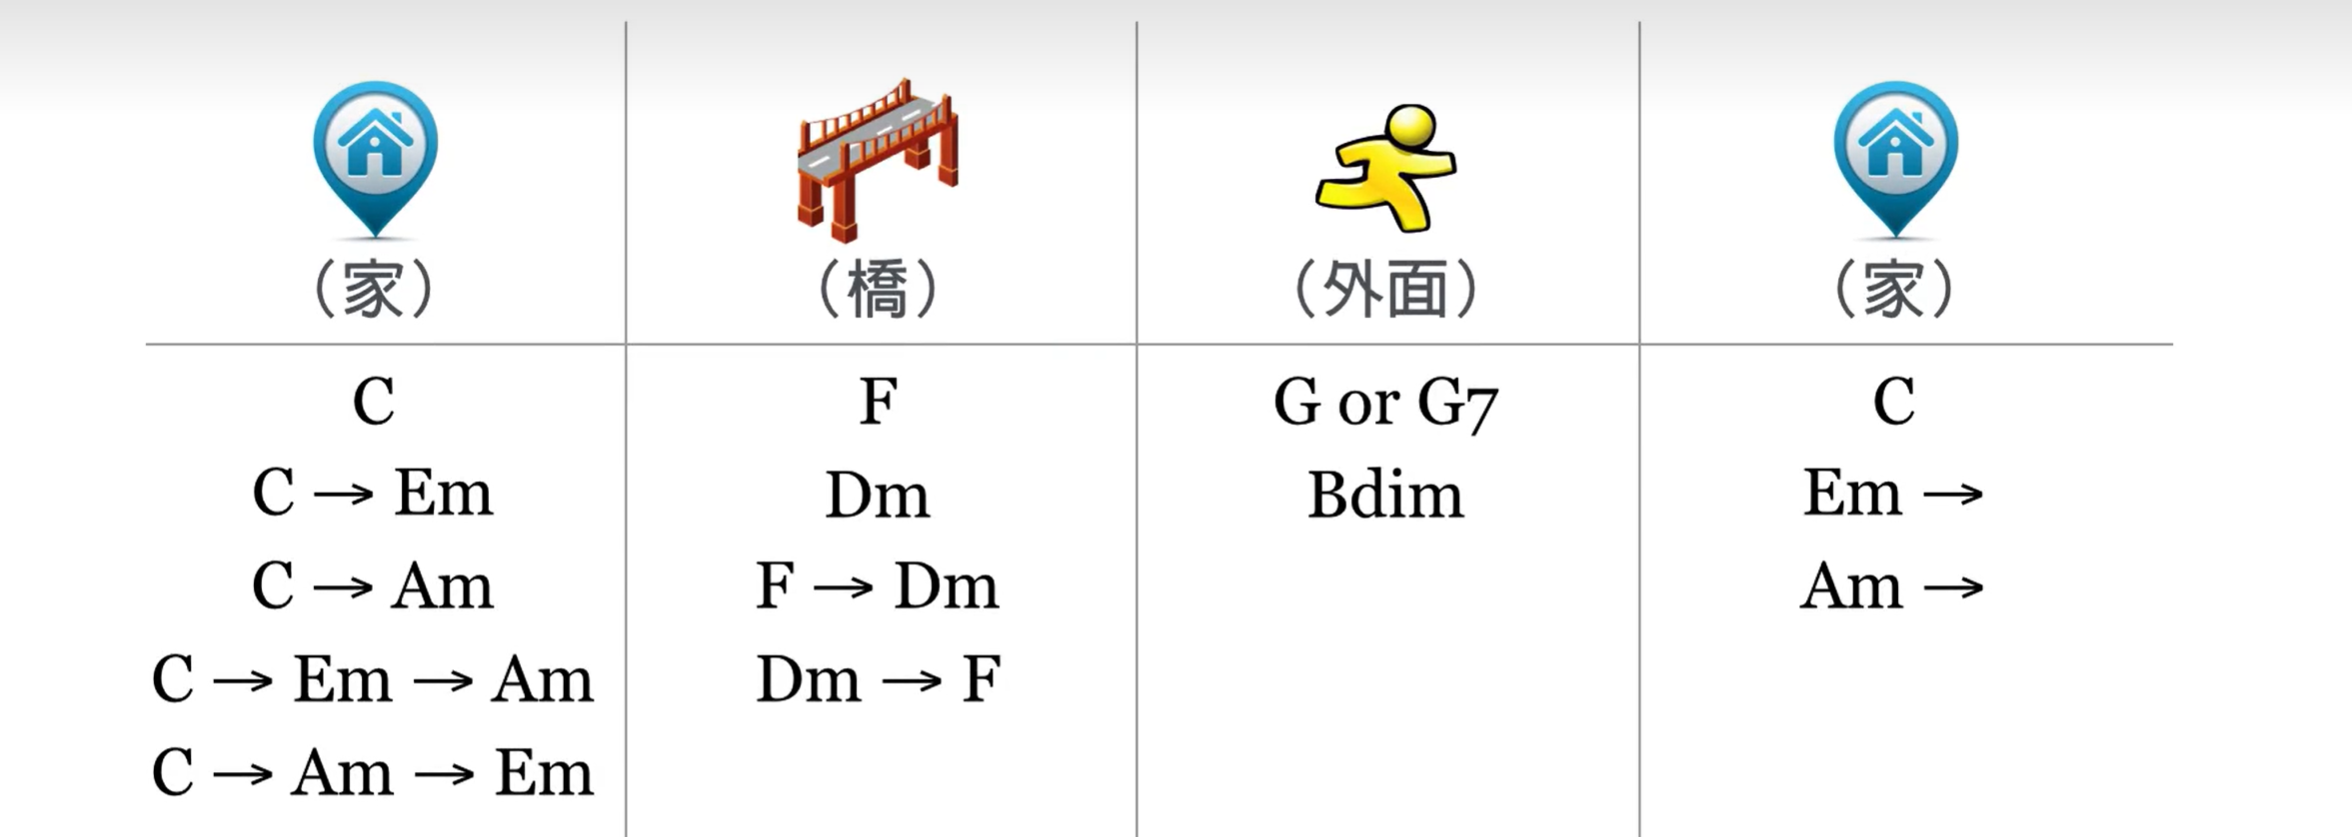 （家） （橋） （外面） （家）
C F G or G7 C
C → Em Dm Bdim Em →
C → Am F → Dm Am →
C → Em → Am Dm → F
C → Am → Em